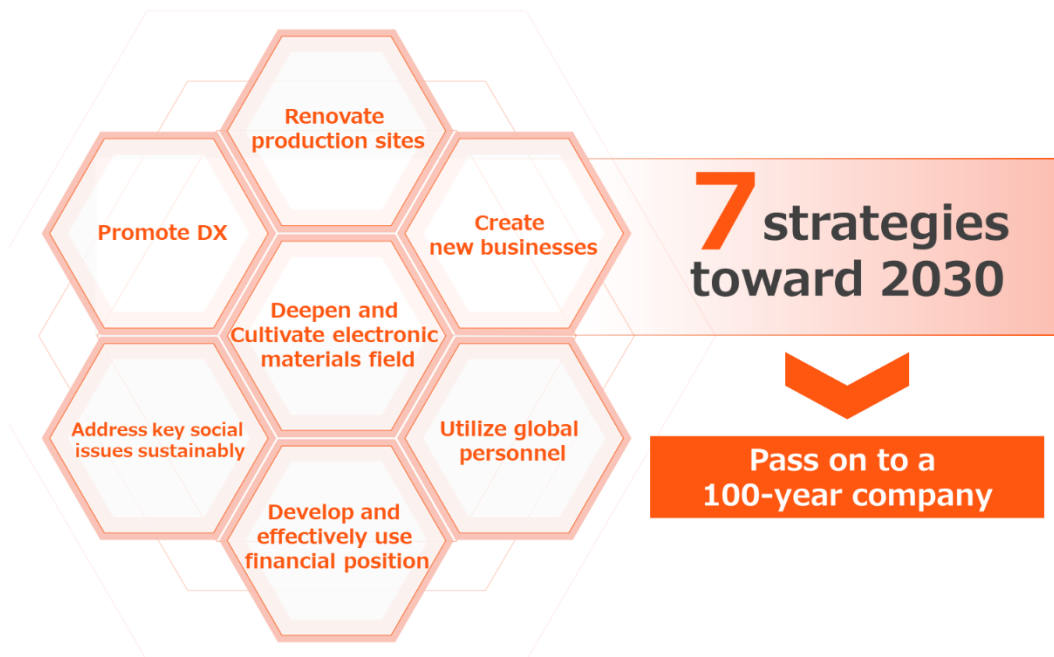 Renovate
production sites
Promote DX
Create
new businesses
Deepen and
Cultivate electronic
materials field
Address key social
issues sustainably
Utilize global
personnel
Develop and
effectively use
financial position
7 strategies
toward 2030
Pass on to a
100-year company